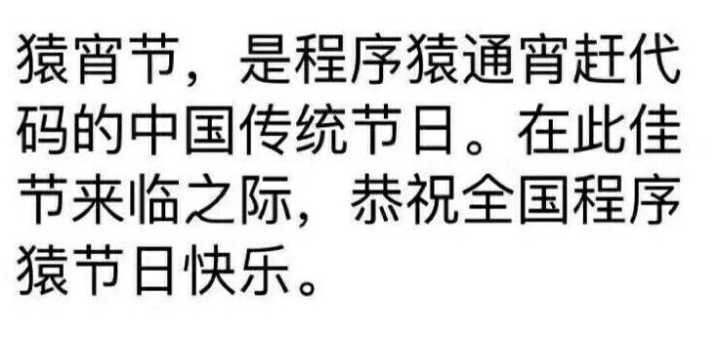 猿宵节，是程序猿通宵赶代
码的中国传统节日。在此佳
节来临之际，恭祝全国程序
猿节日快乐。